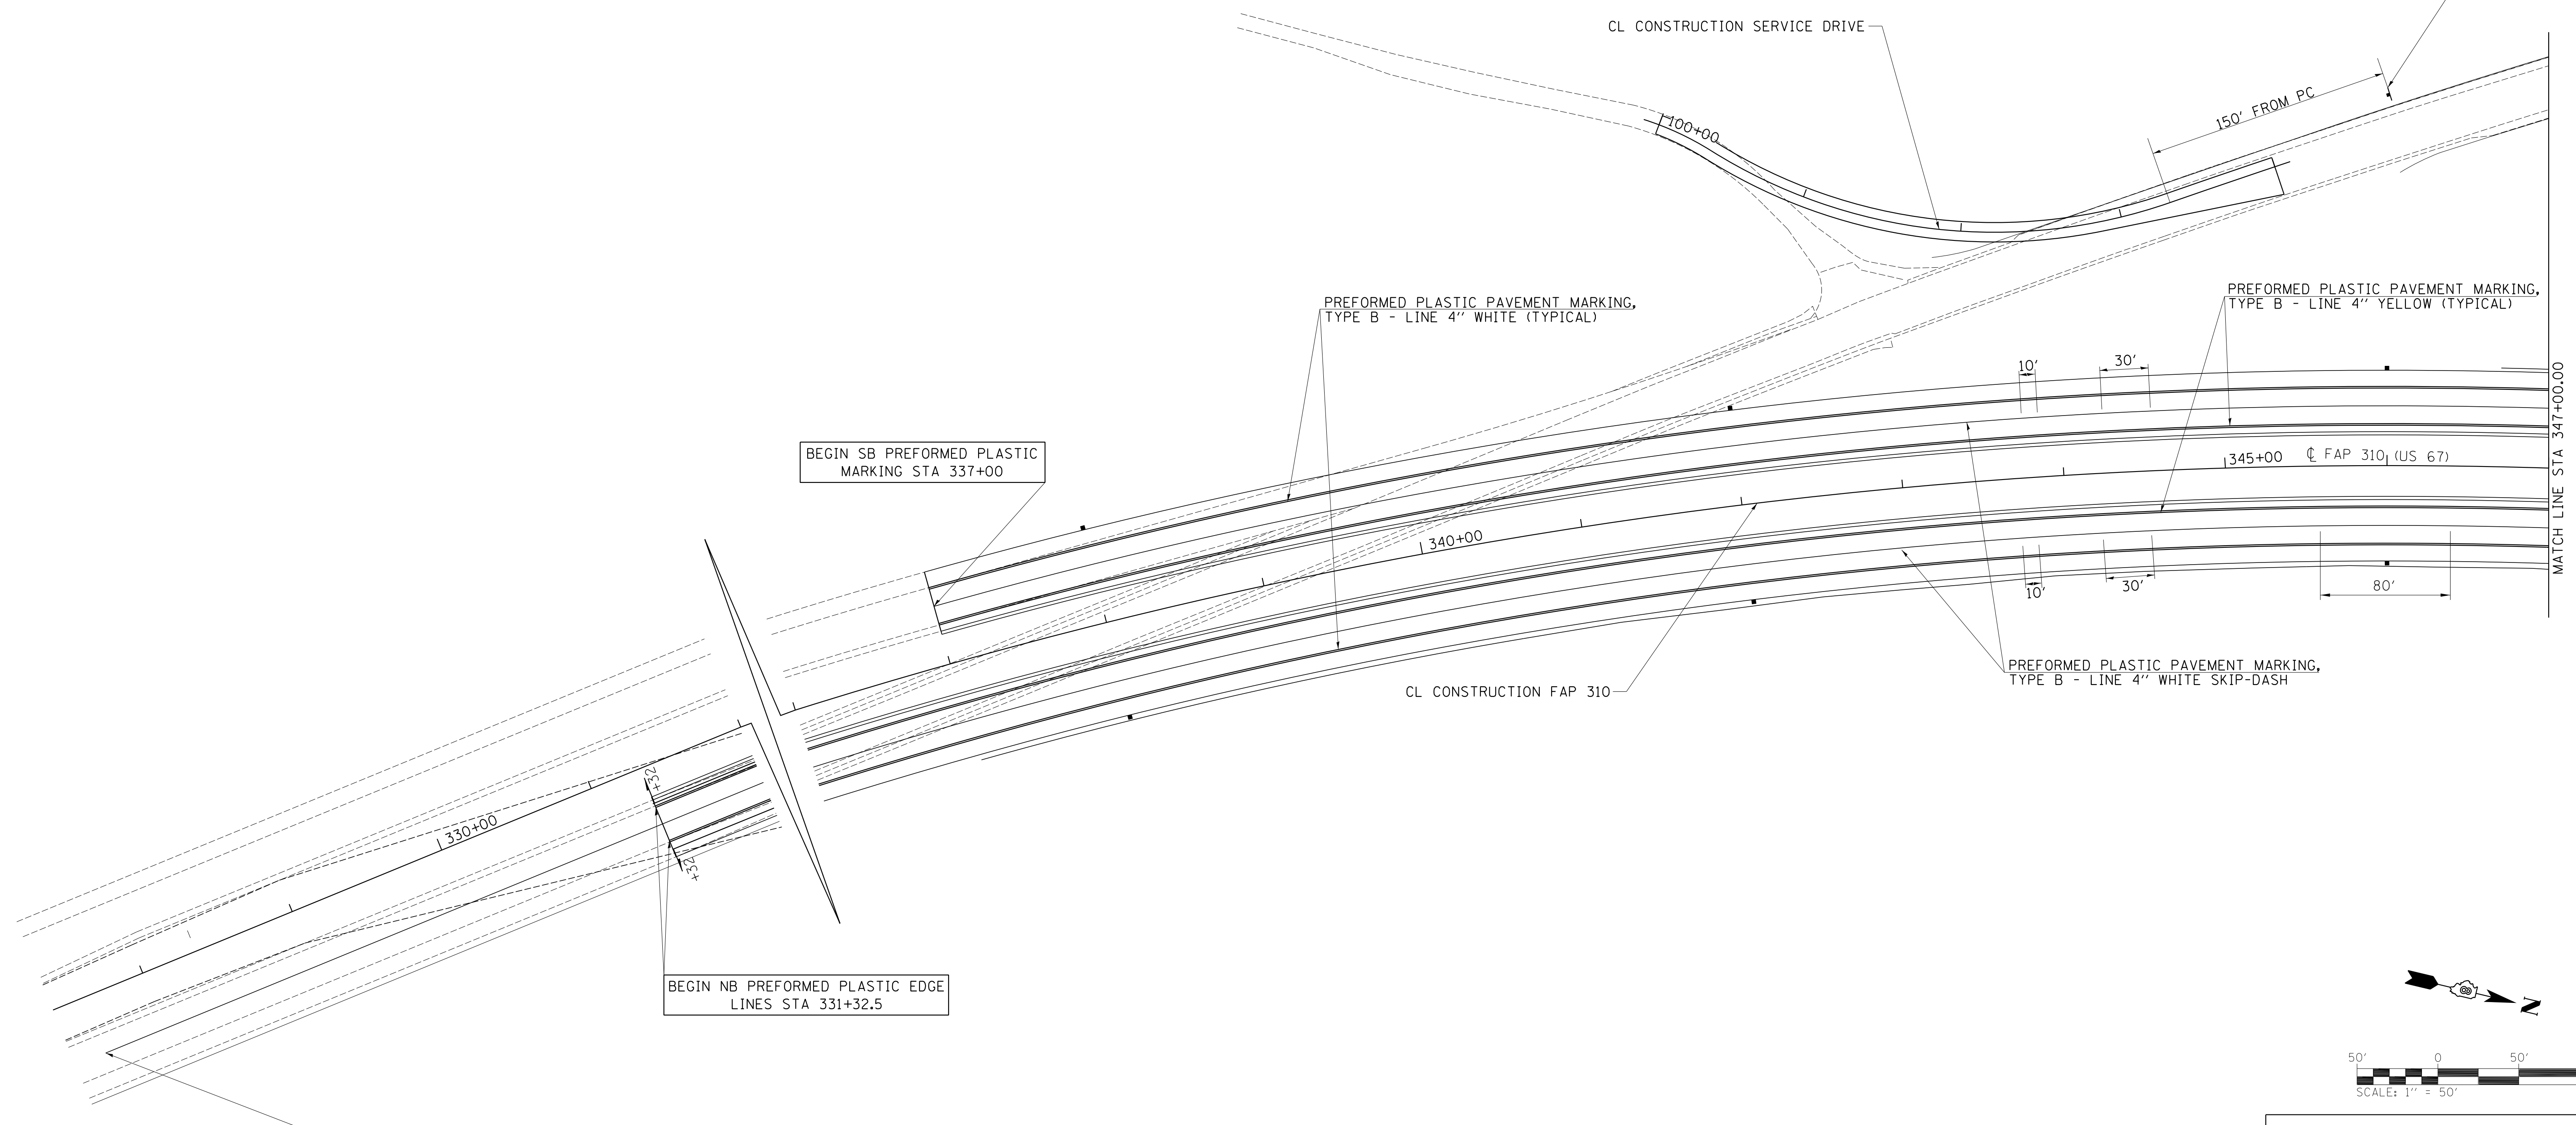 CL CONSTRUCTION SERVICE DRIVE
150' FROM PC
100+00
PREFORMED PLASTIC PAVEMENT MARKING,
TYPE B - LINE 4'' WHITE (TYPICAL)
PREFORMED PLASTIC PAVEMENT MARKING,
TYPE B - LINE 4'' YELLOW (TYPICAL)
10'
30'
MATCH LINE STA 347+00.00
BEGIN SB PREFORMED PLASTIC
MARKING STA 337+00
345+00
℄ FAP 310 (US 67)
340+00
10'
30'
80'
PREFORMED PLASTIC PAVEMENT MARKING,
TYPE B - LINE 4'' WHITE SKIP-DASH
CL CONSTRUCTION FAP 310
+32
330+00
+32
BEGIN NB PREFORMED PLASTIC EDGE
LINES STA 331+32.5
N
50'
0
50'
SCALE: 1'' = 50'